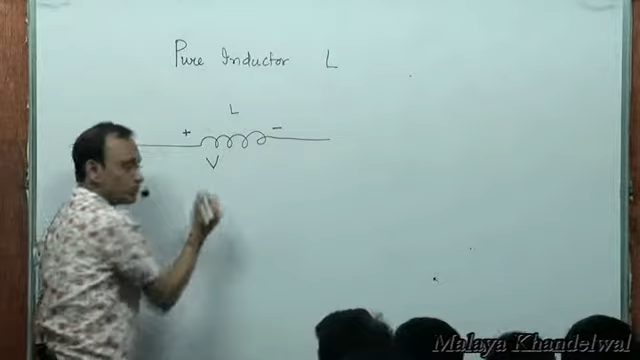 Pure Inductor L
L
+ −
V
Malaya Khandelwal